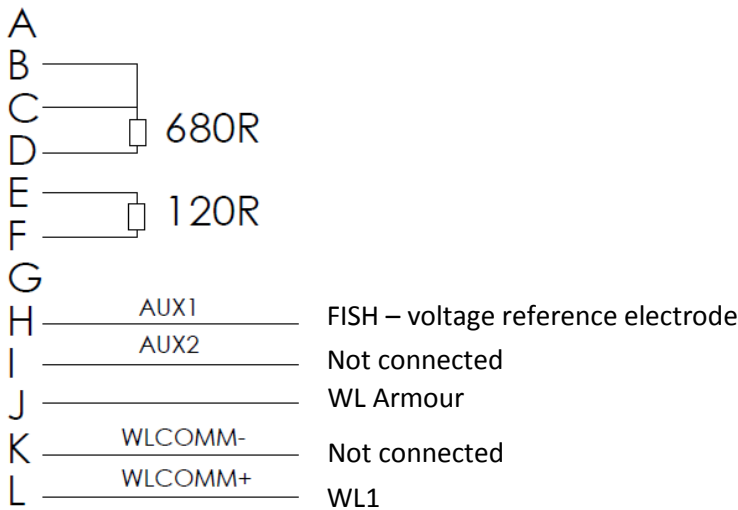 A
B
C
680R
D
E
120R
F
G
H AUX1 FISH – voltage reference electrode
I AUX2 Not connected
J WL Armour
K WLCOMM- Not connected
L WLCOMM+ WL1